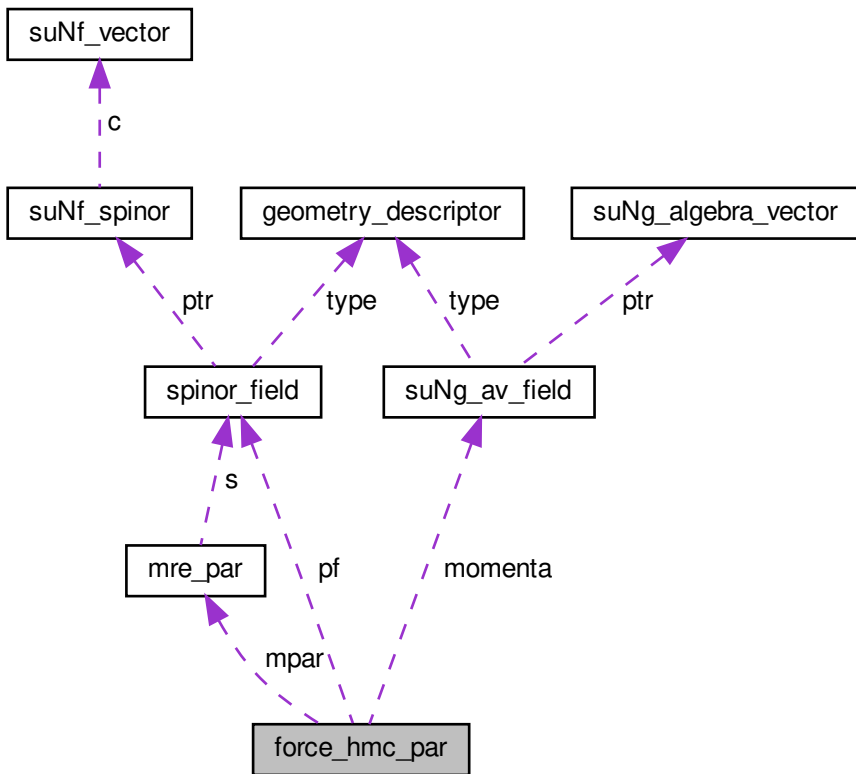 suNf_vector
c
suNf_spinor
geometry_descriptor
suNg_algebra_vector
ptr
type
type
ptr
spinor_field
suNg_av_field
s
mre_par
pf
momenta
mpar
force_hmc_par